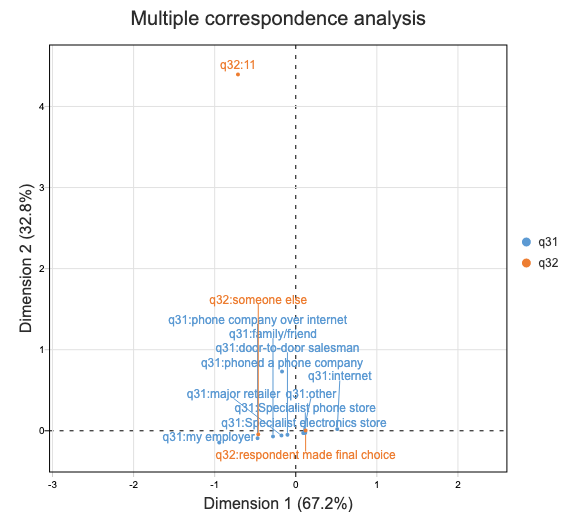 Multiple correspondence analysis
q32:11
4
3
Dimension 2 (32.8%)
q31
q32
2
q32:someone else
q31:phone company over internet
q31:family/friend
1
q31:door-to-door salesman
q31:phoned a phone company
q31:internet
q31:major retailer
q31:other
q31:Specialist phone store
q31:Specialist electronics store
0
q31:my employer
q32:respondent made final choice
-3
-2
-1
0
1
2
Dimension 1 (67.2%)